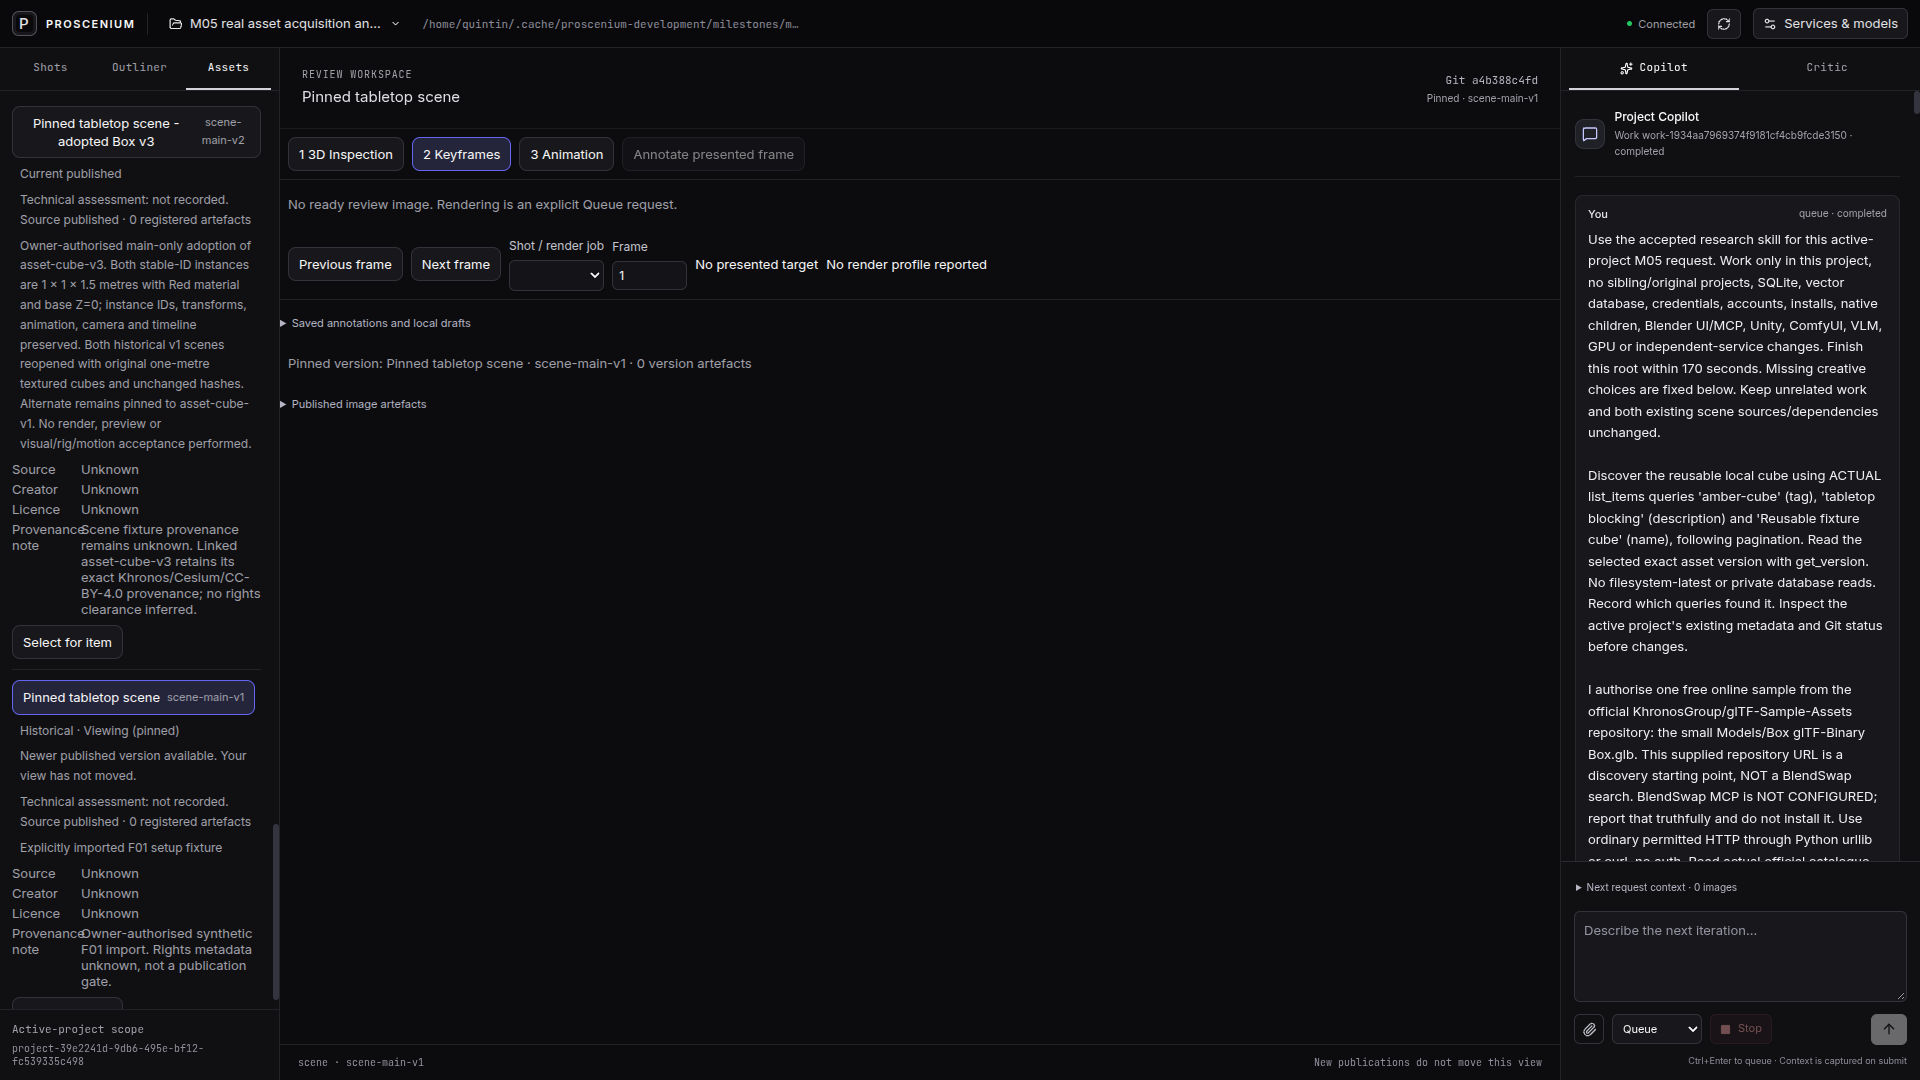 P PROSCENIUM
M05 real asset acquisition an...
/home/quintin/.cache/proscenium-development/milestones/m…
Connected
Services & models
Shots
Outliner
Assets
Pinned tabletop scene -
adopted Box v3
scene-
main-v2
Current published
Technical assessment: not recorded.
Source published · 0 registered artefacts
Owner-authorised main-only adoption of
asset-cube-v3. Both stable-ID instances
are 1 × 1 × 1.5 metres with Red material
and base Z=0; instance IDs, transforms,
animation, camera and timeline
preserved. Both historical v1 scenes
reopened with original one-metre
textured cubes and unchanged hashes.
Alternate remains pinned to asset-cube-
v1. No render, preview or
visual/rig/motion acceptance performed.
Source Unknown
Creator Unknown
Licence Unknown
Provenance note
Scene fixture provenance
remains unknown. Linked
asset-cube-v3 retains its
exact Khronos/Cesium/CC-
BY-4.0 provenance; no rights
clearance inferred.
Select for item
Pinned tabletop scene scene-main-v1
Historical · Viewing (pinned)
Newer published version available. Your
view has not moved.
Technical assessment: not recorded.
Source published · 0 registered artefacts
Explicitly imported F01 setup fixture
Source Unknown
Creator Unknown
Licence Unknown
Provenance note
Owner-authorised synthetic
F01 import. Rights metadata
unknown, not a publication
gate.
Active-project scope
project-39e2241d-9db6-495e-bf12-
fc539335c498
REVIEW WORKSPACE
Pinned tabletop scene
Git a4b388c4fd
Pinned · scene-main-v1
1 3D Inspection
2 Keyframes
3 Animation
Annotate presented frame
No ready review image. Rendering is an explicit Queue request.
Previous frame
Next frame
Shot / render job
Frame
1
No presented target
No render profile reported
Saved annotations and local drafts
Pinned version: Pinned tabletop scene · scene-main-v1 · 0 version artefacts
Published image artefacts
scene · scene-main-v1
New publications do not move this view
Copilot
Critic
Project Copilot
Work work-1934aa7969374f9181cf4cb9fcde3150 ·
completed
You
queue · completed
Use the accepted research skill for this active-
project M05 request. Work only in this project,
no sibling/original projects, SQLite, vector
database, credentials, accounts, installs, native
children, Blender UI/MCP, Unity, ComfyUI, VLM,
GPU or independent-service changes. Finish
this root within 170 seconds. Missing creative
choices are fixed below. Keep unrelated work
and both existing scene sources/dependencies
unchanged.
Discover the reusable local cube using ACTUAL
list_items queries 'amber-cube' (tag), 'tabletop
blocking' (description) and 'Reusable fixture
cube' (name), following pagination. Read the
selected exact asset version with get_version.
No filesystem-latest or private database reads.
Record which queries found it. Inspect the
active project's existing metadata and Git status
before changes.
I authorise one free online sample from the
official KhronosGroup/glTF-Sample-Assets
repository: the small Models/Box glTF-Binary
Box.glb. This supplied repository URL is a
discovery starting point, NOT a BlendSwap
search. BlendSwap MCP is NOT CONFIGURED;
report that truthfully and do not install it. Use
ordinary permitted HTTP through Python urllib
or curl, no auth. Read actual official catalogue
Next request context · 0 images
Describe the next iteration...
Queue
Stop
Ctrl+Enter to queue · Context is captured on submit